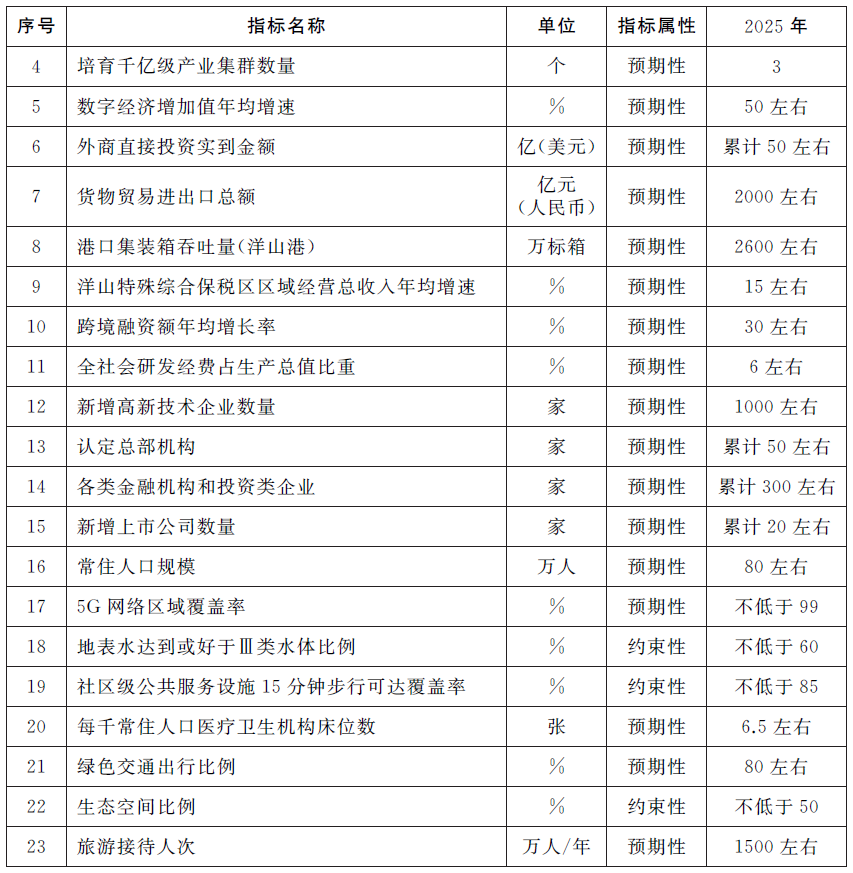 序号 指标名称 单位 指标属性 2025 年
4 培育千亿级产业集群数量 个 预期性 3
5 数字经济增加值年均增速 % 预期性 50 左右
6 外商直接投资实到金额 亿(美元) 预期性 累计 50 左右
7 货物贸易进出口总额 亿元 预期性 2000 左右
(人民币)
8 港口集装箱吞吐量(洋山港) 万标箱 预期性 2600 左右
9 洋山特殊综合保税区区域经营总收入年均增速 % 预期性 15 左右
10 跨境融资额年均增长率 % 预期性 30 左右
11 全社会研发经费占生产总值比重 % 预期性 6 左右
12 新增高新技术企业数量 家 预期性 1000 左右
13 认定总部机构 家 预期性 累计 50 左右
14 各类金融机构和投资类企业 家 预期性 累计 300 左右
15 新增上市公司数量 家 预期性 累计 20 左右
16 常住人口规模 万人 预期性 80 左右
17 5G 网络区域覆盖率 % 预期性 不低于 99
18 地表水达到或好于Ⅲ类水体比例 % 约束性 不低于 60
19 社区级公共服务设施 15 分钟步行可达覆盖率 % 约束性 不低于 85
20 每千常住人口医疗卫生机构床位数 张 预期性 6.5 左右
21 绿色交通出行比例 % 预期性 80 左右
22 生态空间比例 % 约束性 不低于 50
23 旅游接待人次 万人/年 预期性 1500 左右